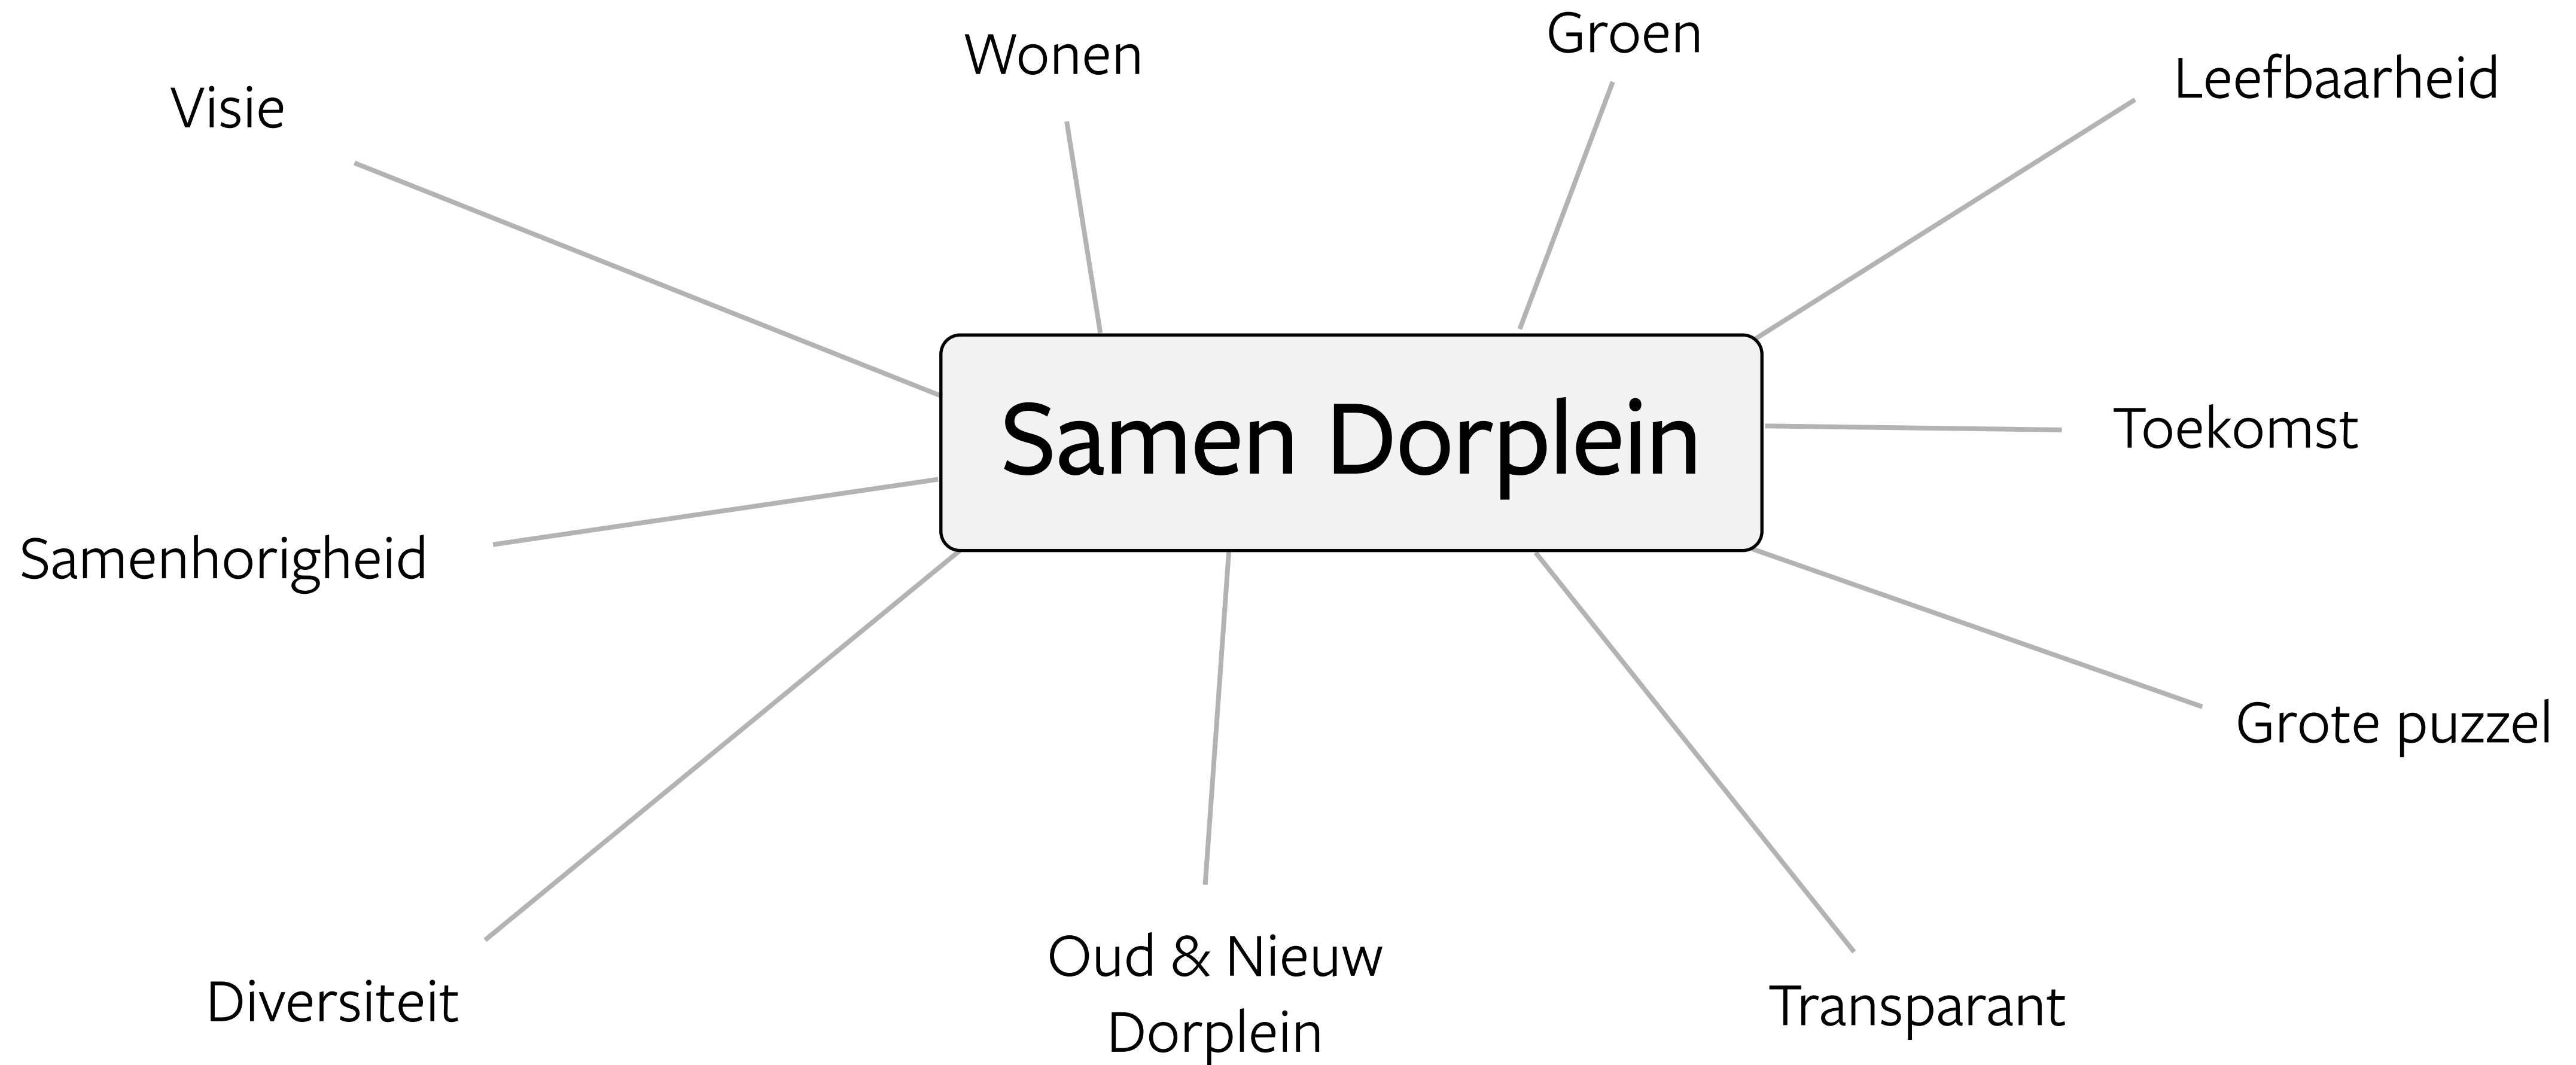 Visie
Wonen
Groen
Leefbaarheid
Samen Dorplein
Toekomst
Samenhorigheid
Grote puzzel
Diversiteit
Oud & Nieuw
Dorplein
Transparant